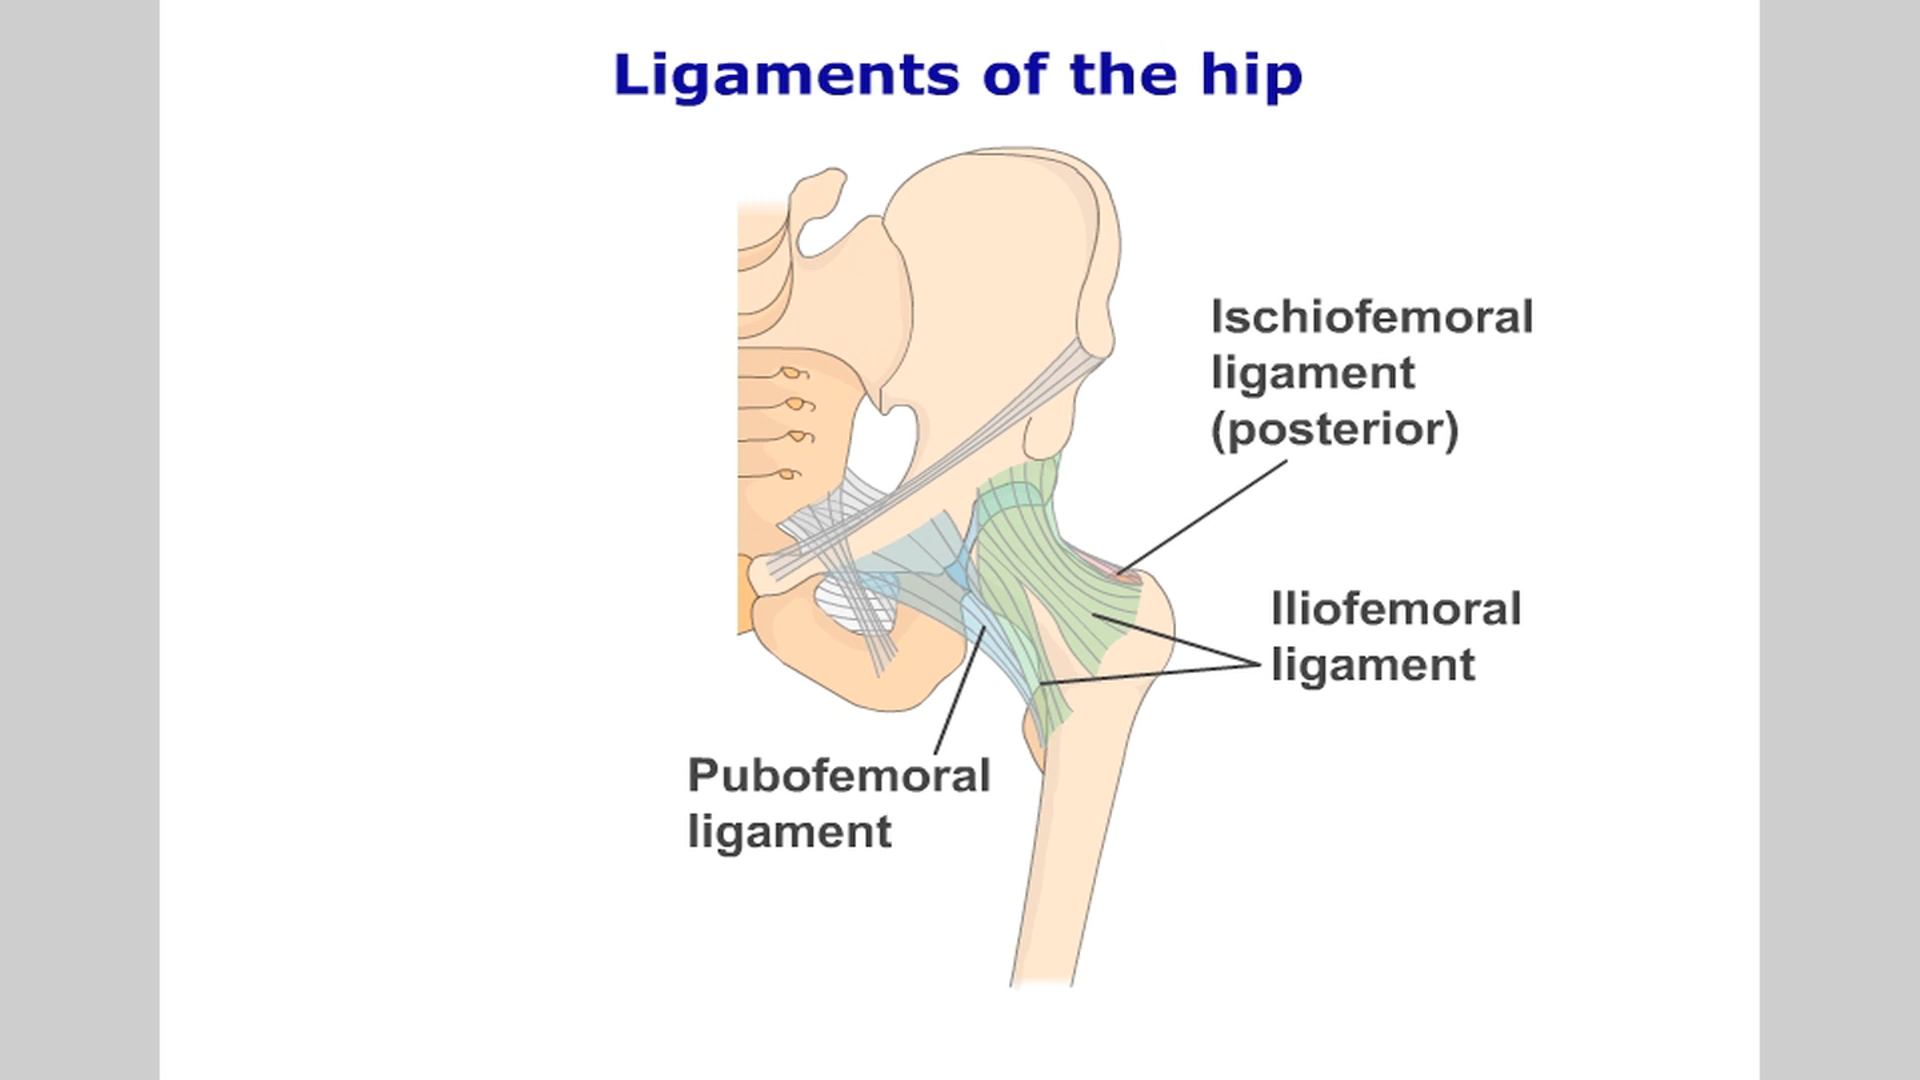 Ligaments of the hip
Ischiofemoral
ligament
(posterior)
Iliofemoral
ligament
Pubofemoral
ligament